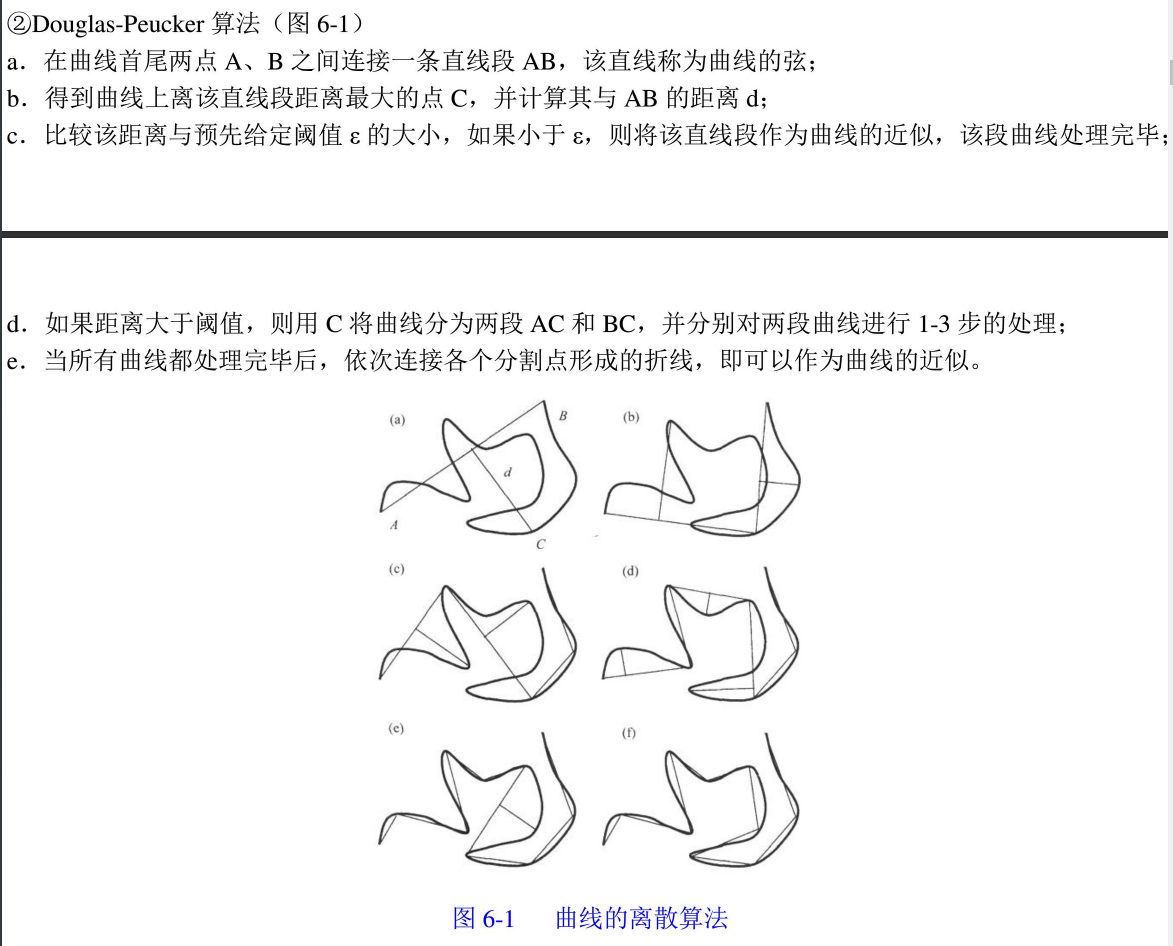 ②Douglas-Peucker 算法（图 6-1）
a．在曲线首尾两点 A、B 之间连接一条直线段 AB，该直线称为曲线的弦；
b．得到曲线上离该直线段距离最大的点 C，并计算其与 AB 的距离 d；
c．比较该距离与预先给定阈值 ε 的大小，如果小于 ε，则将该直线段作为曲线的近似，该段曲线处理完毕；
d．如果距离大于阈值，则用 C 将曲线分为两段 AC 和 BC，并分别对两段曲线进行 1-3 步的处理；
e．当所有曲线都处理完毕后，依次连接各个分割点形成的折线，即可以作为曲线的近似。
(a)
B
(b)
d
A
C
(c)
(d)
(e)
(f)
图 6-1 曲线的离散算法